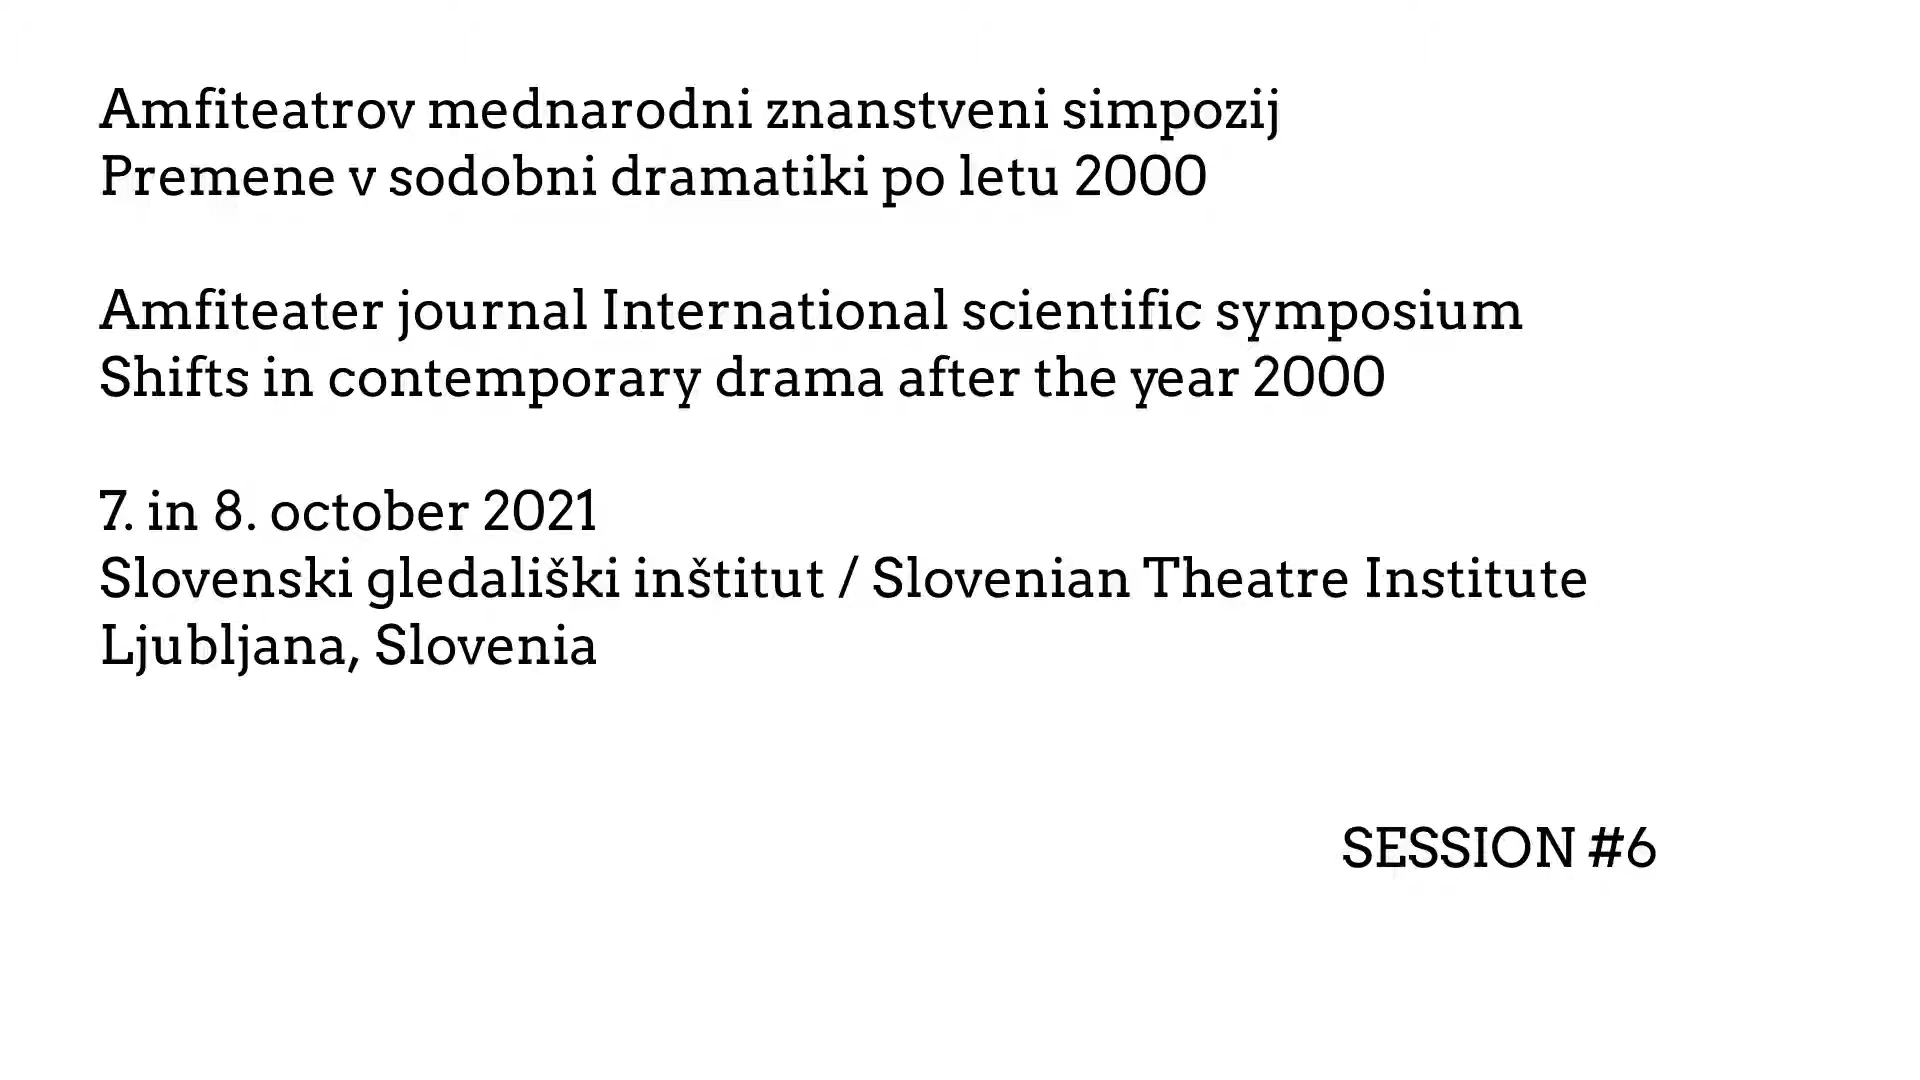 Amfiteatrov mednarodni znanstveni simpozij
Premene v sodobni dramatiki po letu 2000
Amfiteater journal International scientific symposium
Shifts in contemporary drama after the year 2000
7. in 8. october 2021
Slovenski gledališki inštitut / Slovenian Theatre Institute
Ljubljana, Slovenia
SESSION #6